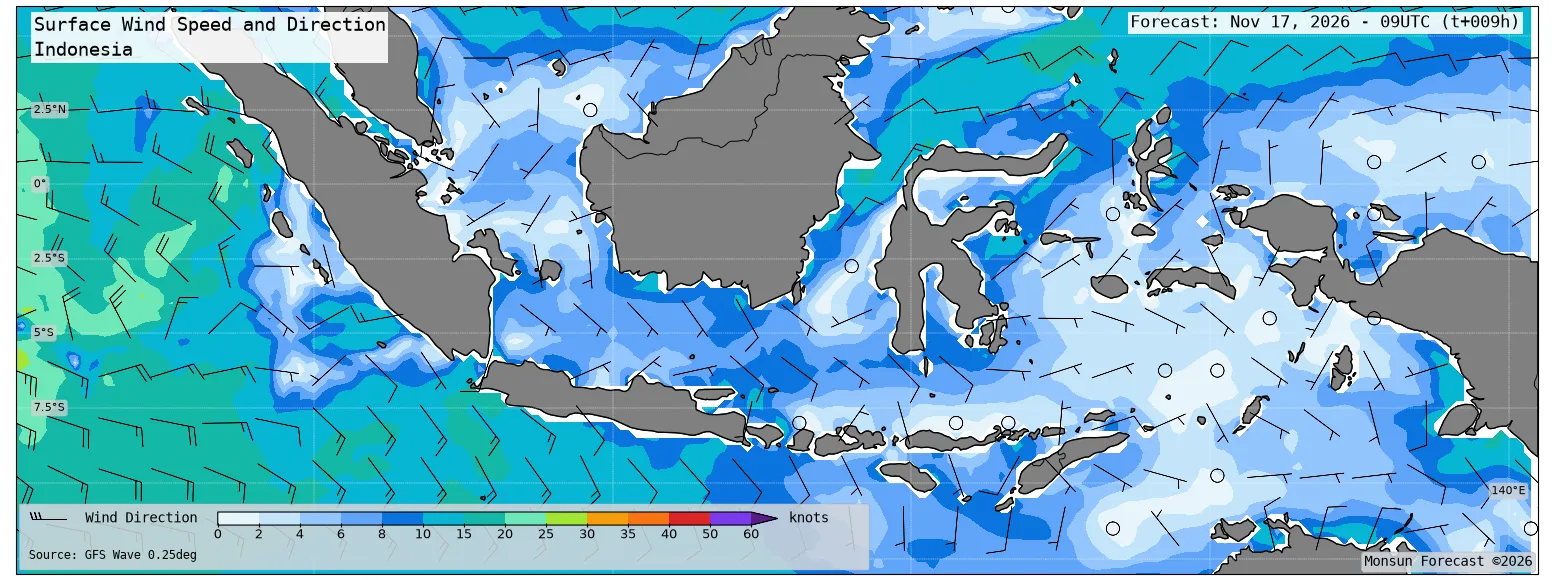 Surface Wind Speed and Direction
Indonesia
Forecast: Nov 17, 2026 - 09UTC (t+009h)
2.5°N
0°
2.5°S
5°S
7.5°S
140°E
Wind Direction
0 2 4 6 8 10 15 20 25 30 35 40 50 60
knots
Source: GFS Wave 0.25deg
Monsun Forecast ©2026